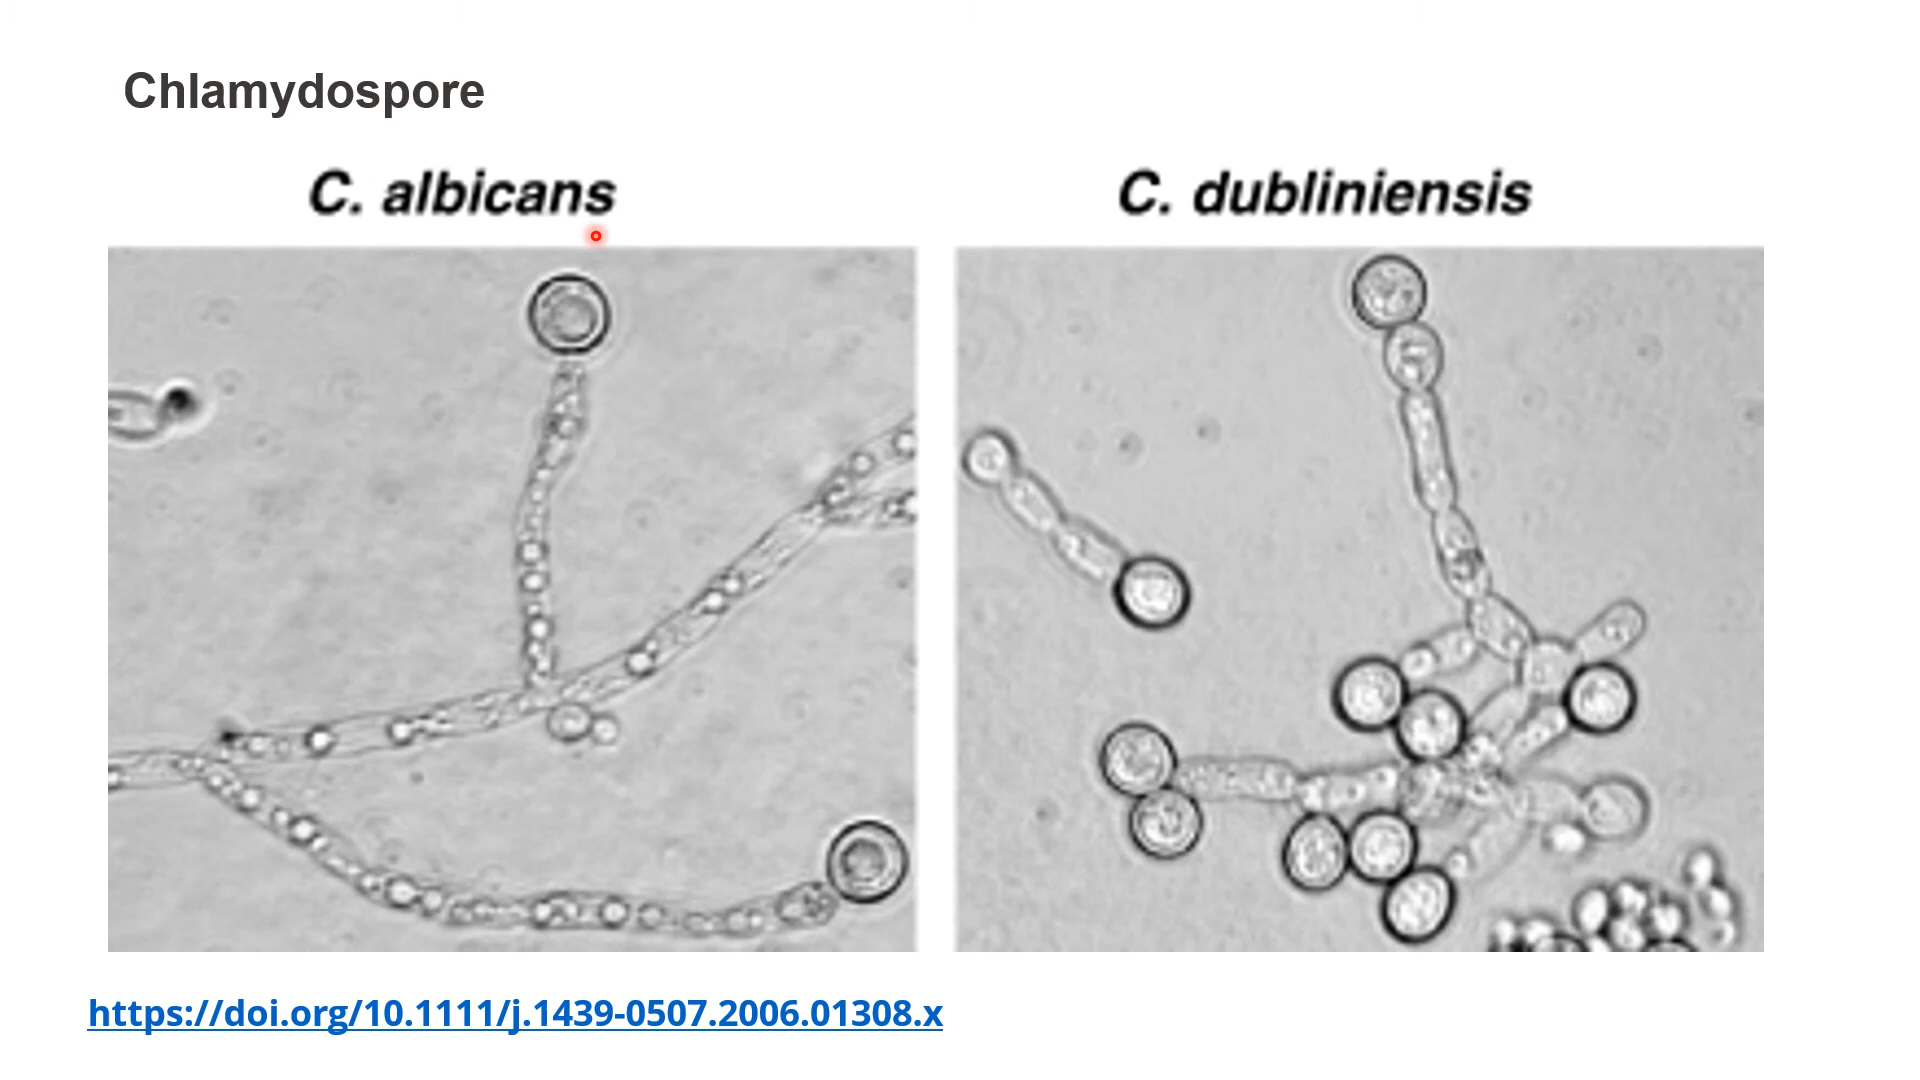 Chlamydospore
C. albicans
C. dubliniensis
https://doi.org/10.1111/j.1439-0507.2006.01308.x